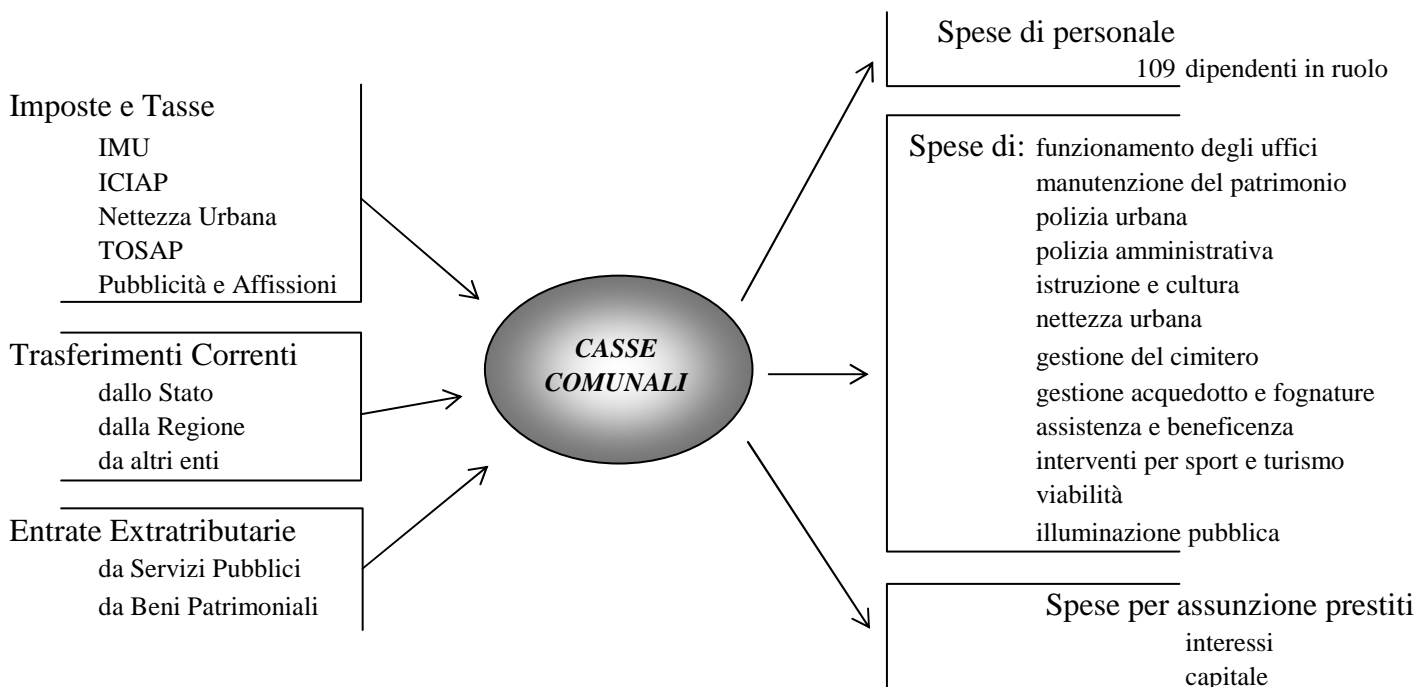 Imposte e Tasse
IMU
ICIAP
Nettezza Urbana
TOSAP
Pubblicità e Affissioni
Trasferimenti Correnti
dallo Stato
dalla Regione
da altri enti
Entrate Extratributarie
da Servizi Pubblici
da Beni Patrimoniali
CASSE
COMUNALI
Spese di personale
109 dipendenti in ruolo
Spese di: funzionamento degli uffici
manutenzione del patrimonio
polizia urbana
polizia amministrativa
istruzione e cultura
nettezza urbana
gestione del cimitero
gestione acquedotto e fognature
assistenza e beneficenza
interventi per sport e turismo
viabilità
illuminazione pubblica
Spese per assunzione prestiti
interessi
capitale